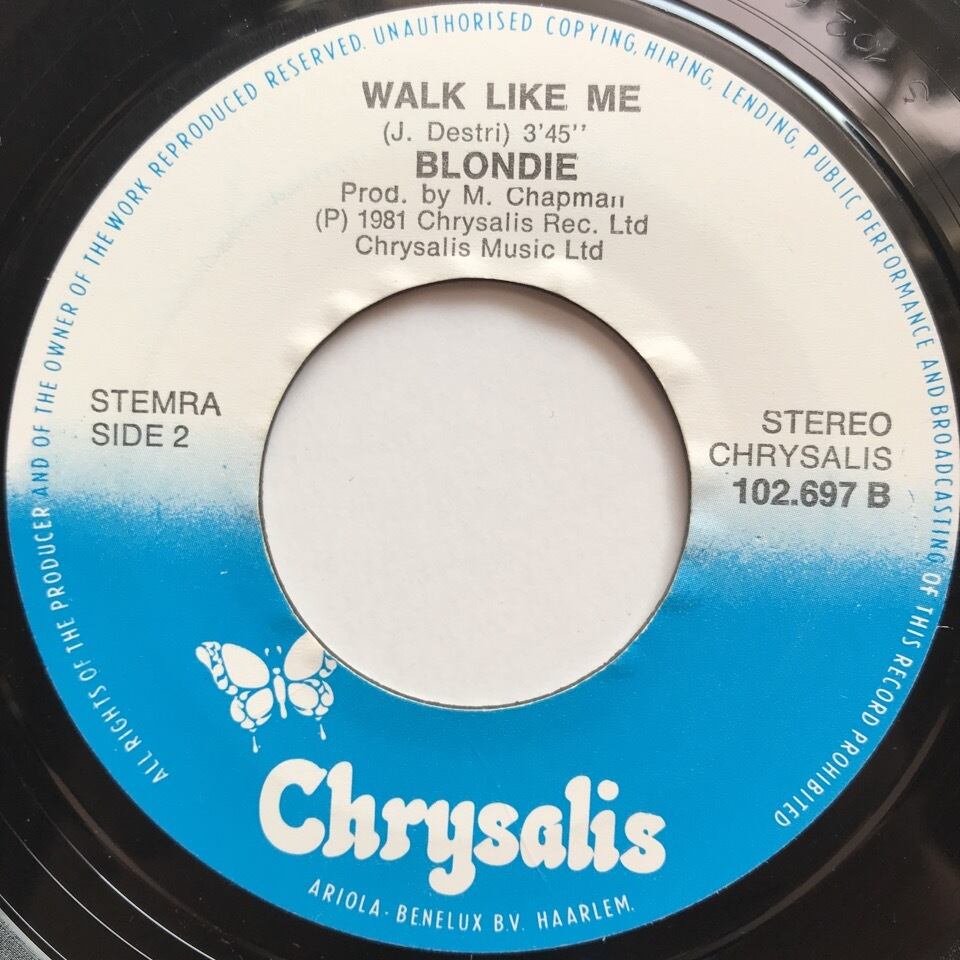 WALK LIKE ME
(J. Destri) 3'45''
BLONDIE
Prod. by M. Chapman
(P) 1981 Chrysalis Rec. Ltd
Chrysalis Music Ltd
STEMRA
SIDE 2
STEREO
CHRYSALIS
102.697 B
Chrysalis
ARIOLA - BENELUX B.V. HAARLEM.
ALL RIGHTS OF THE PRODUCER AND OF THE OWNER OF THE WORK REPRODUCED RESERVED. UNAUTHORISED COPYING, HIRING, LENDING, PUBLIC PERFORMANCE AND BROADCASTING OF THIS RECORD PROHIBITED